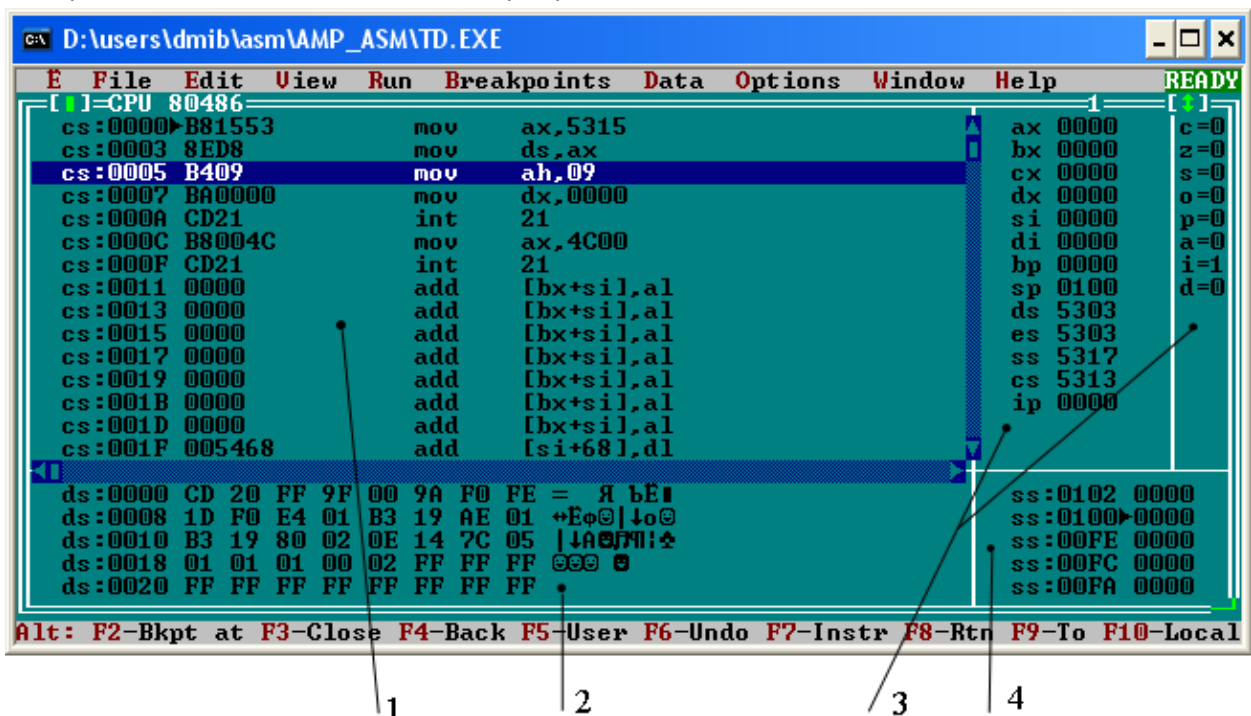 D:\users\dmib\asm\AMP_ASM\TD.EXE
Ё File Edit View Run Breakpoints Data Options Window Help READY
[ ]=CPU 80486 1 [↕]
cs:0000►B81553 mov ax,5315 ax 0000 c=0
cs:0003 8ED8 mov ds,ax bx 0000 z=0
cs:0005 B409 mov ah,09 cx 0000 s=0
cs:0007 BA0000 mov dx,0000 dx 0000 o=0
cs:000A CD21 int 21 si 0000 p=0
cs:000C B8004C mov ax,4C00 di 0000 a=0
cs:000F CD21 int 21 bp 0000 i=1
cs:0011 0000 add [bx+si],al sp 0100 d=0
cs:0013 0000 add [bx+si],al ds 5303
cs:0015 0000 add [bx+si],al es 5303
cs:0017 0000 add [bx+si],al ss 5317
cs:0019 0000 add [bx+si],al cs 5313
cs:001B 0000 add [bx+si],al ip 0000
cs:001D 0000 add [bx+si],al
cs:001F 005468 add [si+68],dl
ds:0000 CD 20 FF 9F 00 9A F0 FE = Я ЪЁ■ ss:0102 0000
ds:0008 1D F0 E4 01 B3 19 AE 01 ↔Ёф☺|↓о☺ ss:0100►0000
ds:0010 B3 19 80 02 0E 14 7C 05 |↓А☻♫¶¦♣ ss:00FE 0000
ds:0018 01 01 01 00 02 FF FF FF ☺☺☺ ☻ ss:00FC 0000
ds:0020 FF FF FF FF FF FF FF FF ss:00FA 0000
Alt: F2-Bkpt at F3-Close F4-Back F5-User F6-Undo F7-Instr F8-Rtn F9-To F10-Local
1 2 3 4